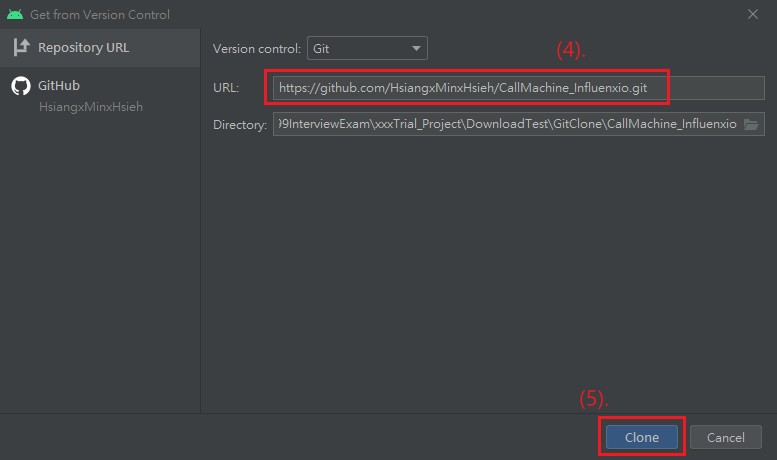 Get from Version Control
Repository URL
GitHub
HsiangxMinxHsieh
Version control: Git
(4).
URL: https://github.com/HsiangxMinxHsieh/CallMachine_Influenxio.git
Directory: 99InterviewExam\xxxTrial_Project\DownloadTest\GitClone\CallMachine_Influenxio
(5).
Clone Cancel